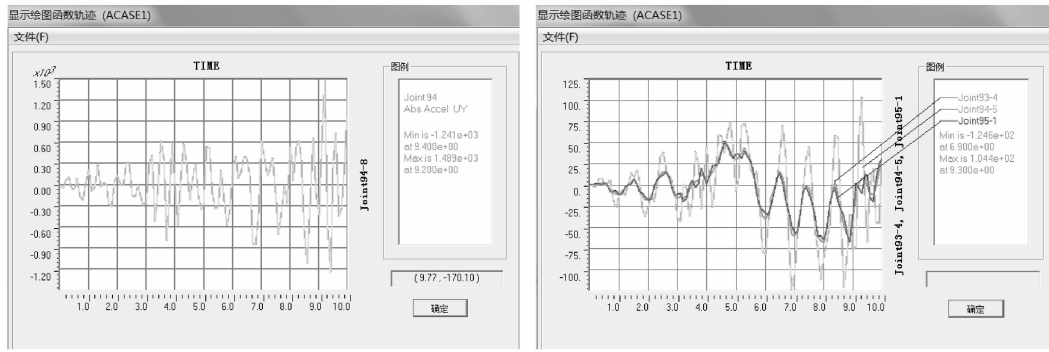 显示绘图函数轨迹 (ACASE1)
文件(F)
TIME
x10³
1.50
1.20
0.90
0.60
0.30
0.00
-0.30
-0.60
-0.90
-1.20
1.0 2.0 3.0 4.0 5.0 6.0 7.0 8.0 9.0 10.0
Joint94-8
图例
Joint 94
Abs Accel UY
Min is -1.241e+03
at 9.400e+00
Max is 1.489e+03
at 9.200e+00
(9.77 , -170.10)
确定
显示绘图函数轨迹 (ACASE1)
文件(F)
TIME
125.
100.
75.
50.
25.
0.
-25.
-50.
-75.
-100.
1.0 2.0 3.0 4.0 5.0 6.0 7.0 8.0 9.0 10.0
Joint93-4, Joint94-5, Joint95-1
图例
Joint93-4
Joint94-5
Joint95-1
Min is -1.246e+02
at 6.900e+00
Max is 1.044e+02
at 9.300e+00
确定